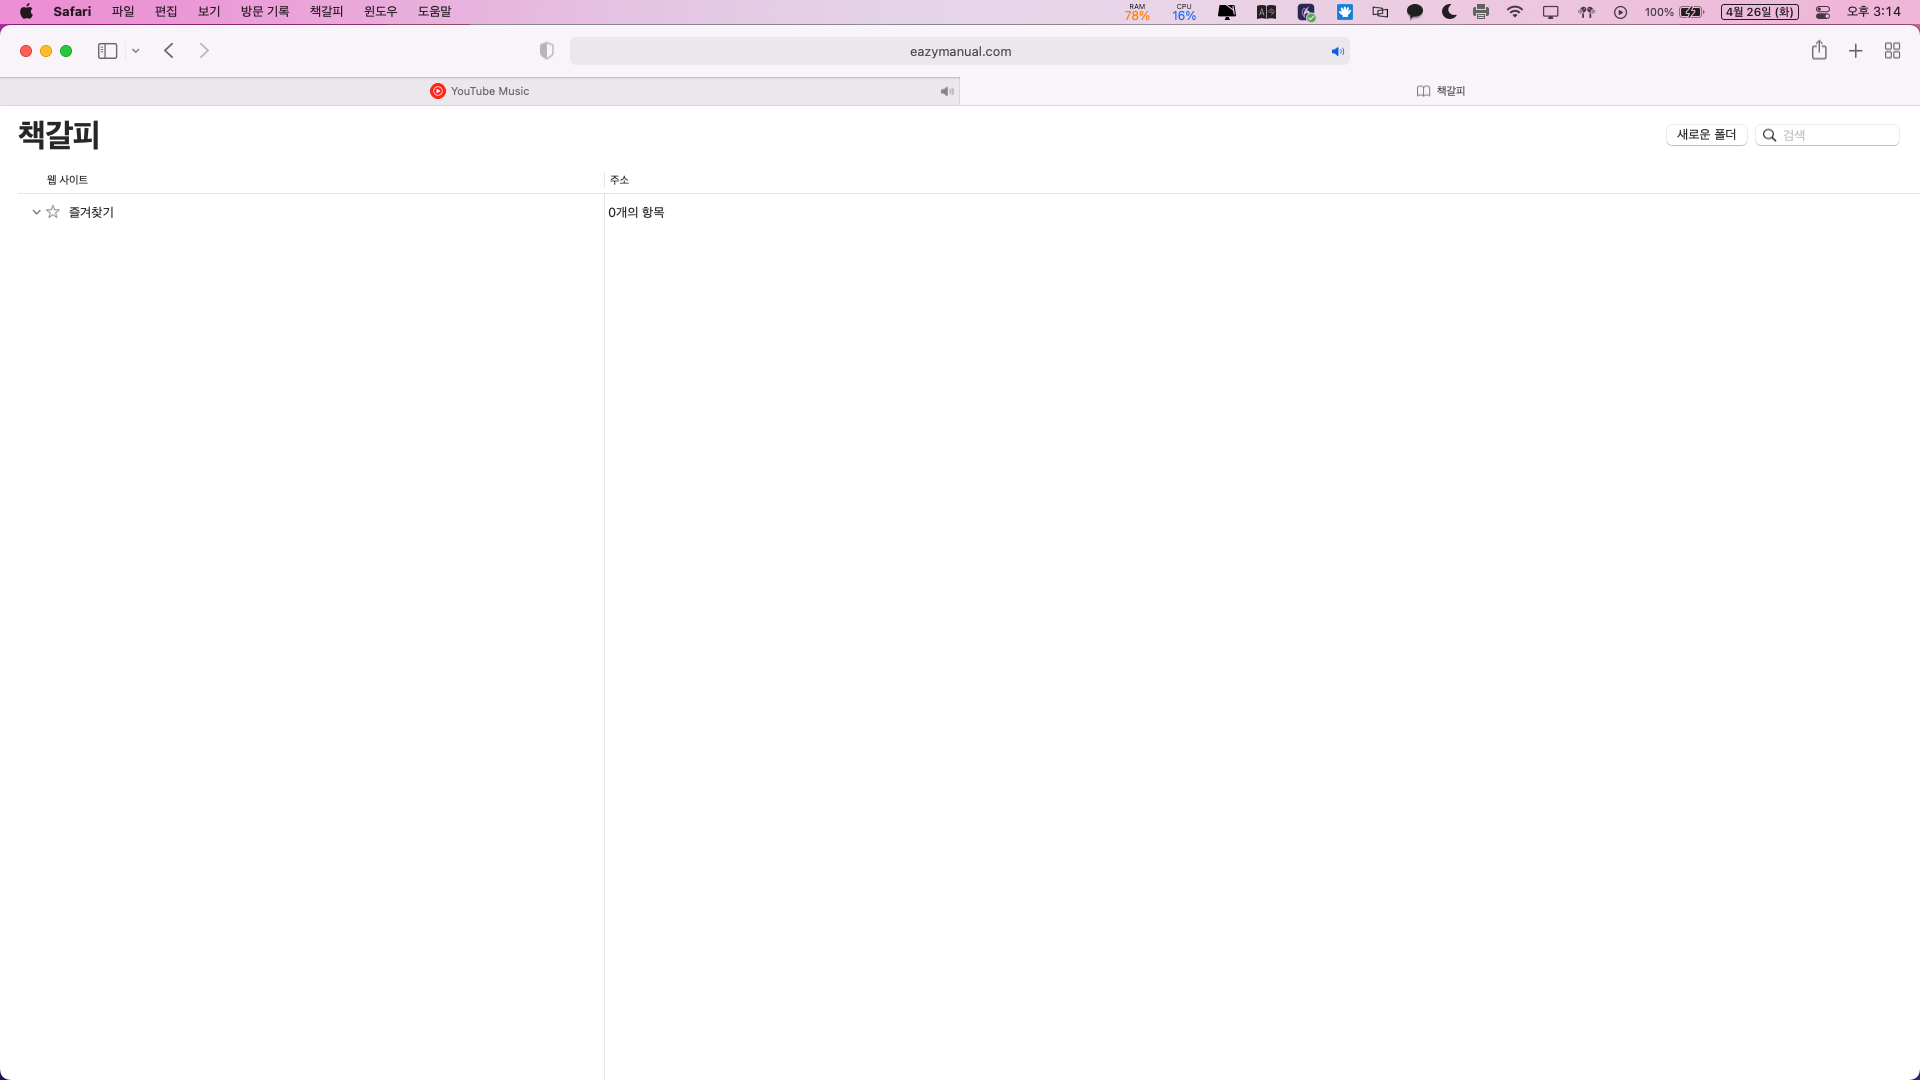 Safari 파일 편집 보기 방문 기록 책갈피 윈도우 도움말 RAM 78% CPU 16% 100% 4월 26일 (화) 오후 3:14
eazymanual.com
YouTube Music 책갈피
책갈피 새로운 폴더 검색
웹 사이트 주소
즐겨찾기 0개의 항목